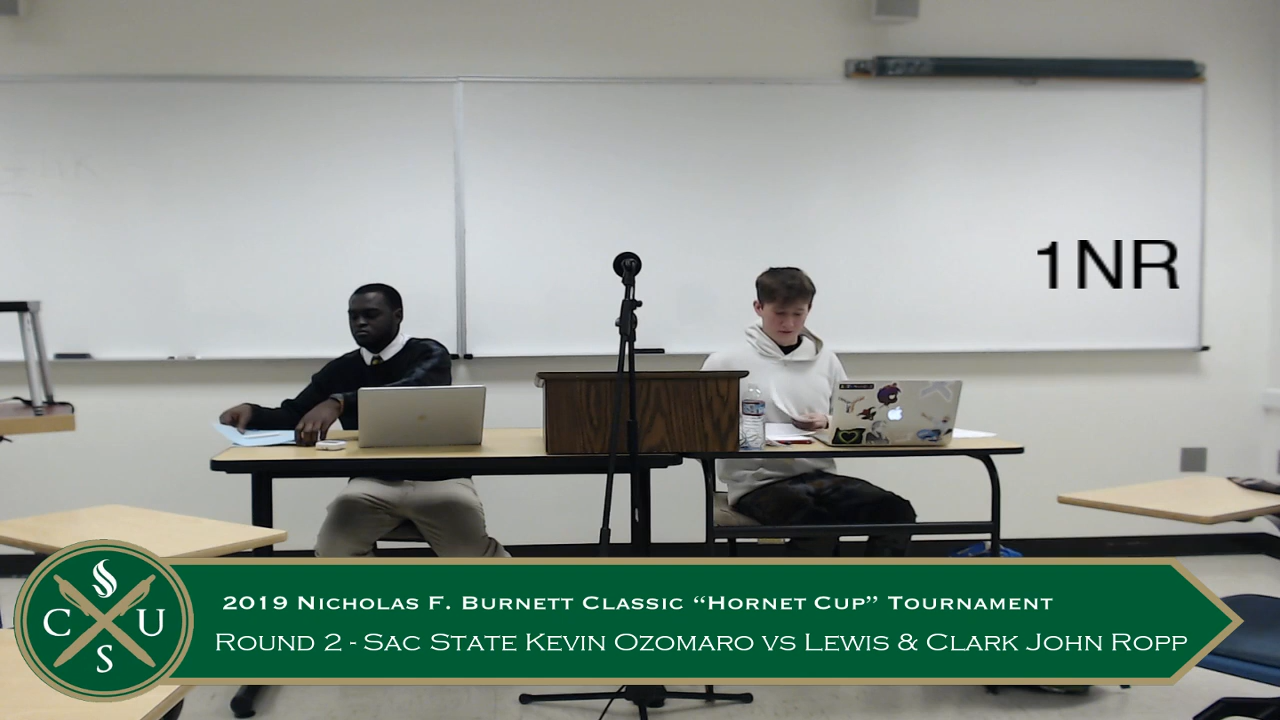 1NR
2019 Nicholas F. Burnett Classic “Hornet Cup” Tournament
Round 2 - Sac State Kevin Ozomaro vs Lewis & Clark John Ropp
C S U S